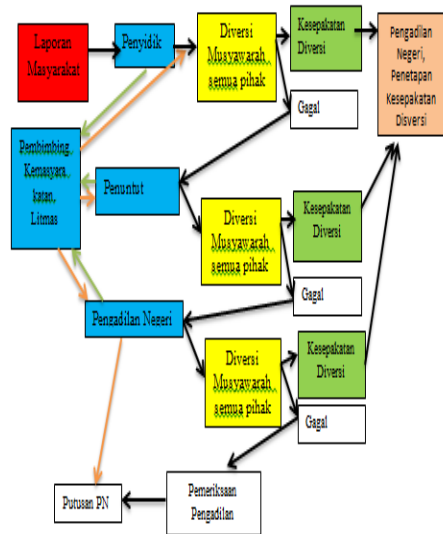 Laporan
Masyarakat
Penyidik
Diversi
Musyawarah
semua pihak
Kesepakatan
Diversi
Gagal
Pengadilan
Negeri,
Penetapan
Kesepakatan
Disversi
Pembimbing
Kemasyara
katan,
Litmas
Penuntut
Diversi
Musyawarah
semua pihak
Kesepakatan
Diversi
Gagal
Pengadilan Negeri
Diversi
Musyawarah
semua pihak
Kesepakatan
Diversi
Gagal
Putusan PN
Pemeriksaan
Pengadilan